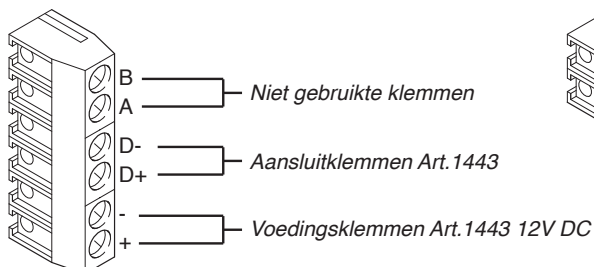 B
A
Niet gebruikte klemmen
D-
D+
Aansluitklemmen Art.1443
-
+
Voedingsklemmen Art.1443 12V DC